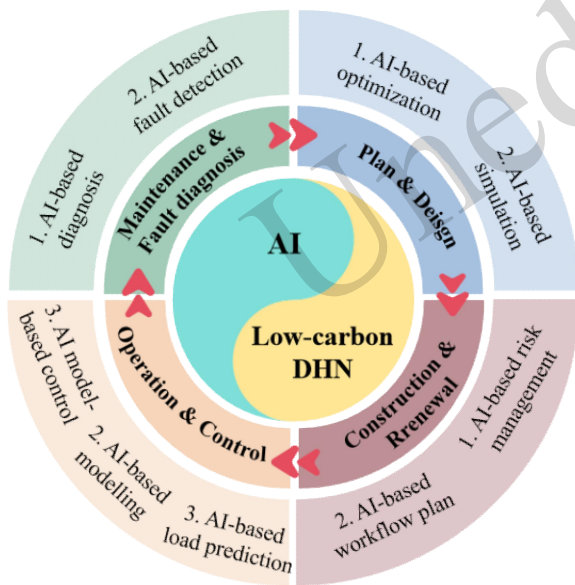 1. AI-based
optimization
2. AI-based
simulation
Plan & Deisgn
1. AI-based risk
management
2. AI-based
workflow plan
Construction &
Rrenewal
3. AI-based
load prediction
2. AI-based
modelling
3. AI model-
based control
Operation & Control
1. AI-based
diagnosis
2. AI-based
fault detection
Maintenance &
Fault diagnosis
AI
Low-carbon
DHN
Uned